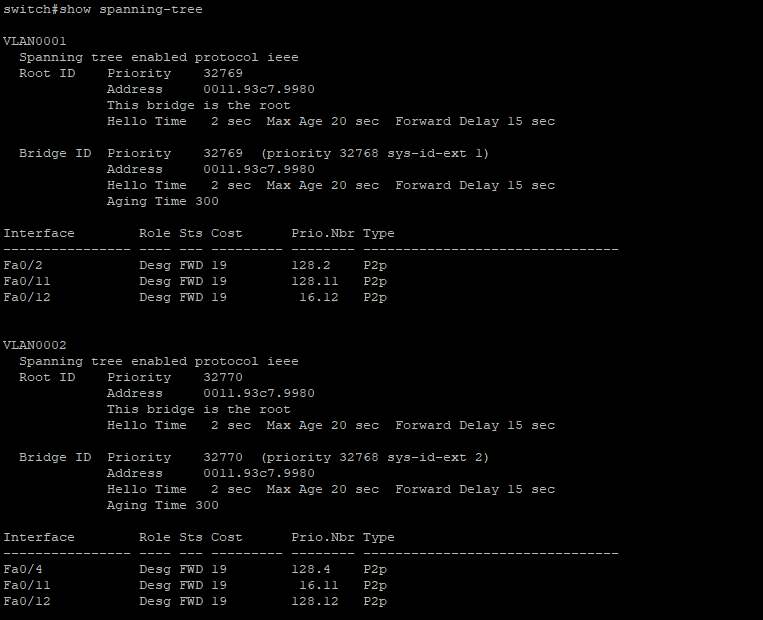 switch#show spanning-tree

VLAN0001
  Spanning tree enabled protocol ieee
  Root ID    Priority    32769
             Address     0011.93c7.9980
             This bridge is the root
             Hello Time   2 sec  Max Age 20 sec  Forward Delay 15 sec

  Bridge ID  Priority    32769  (priority 32768 sys-id-ext 1)
             Address     0011.93c7.9980
             Hello Time   2 sec  Max Age 20 sec  Forward Delay 15 sec
             Aging Time 300

Interface        Role Sts Cost      Prio.Nbr Type
---------------- ---- --- --------- -------- --------------------------------
Fa0/2            Desg FWD 19        128.2    P2p
Fa0/11           Desg FWD 19        128.11   P2p
Fa0/12           Desg FWD 19         16.12   P2p


VLAN0002
  Spanning tree enabled protocol ieee
  Root ID    Priority    32770
             Address     0011.93c7.9980
             This bridge is the root
             Hello Time   2 sec  Max Age 20 sec  Forward Delay 15 sec

  Bridge ID  Priority    32770  (priority 32768 sys-id-ext 2)
             Address     0011.93c7.9980
             Hello Time   2 sec  Max Age 20 sec  Forward Delay 15 sec
             Aging Time 300

Interface        Role Sts Cost      Prio.Nbr Type
---------------- ---- --- --------- -------- --------------------------------
Fa0/4            Desg FWD 19        128.4    P2p
Fa0/11           Desg FWD 19         16.11   P2p
Fa0/12           Desg FWD 19        128.12   P2p